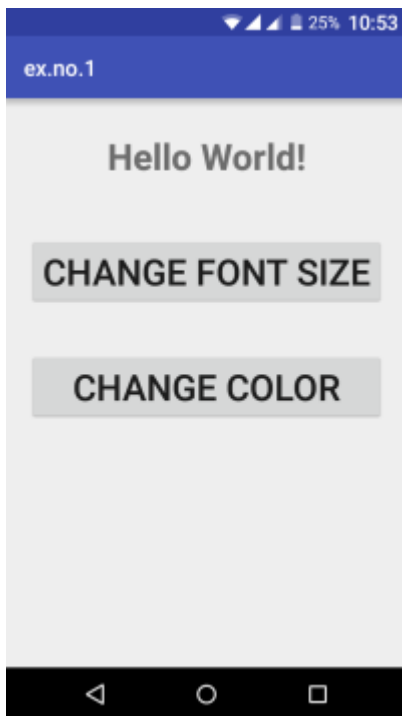 25% 10:53
ex.no.1
Hello World!
CHANGE FONT SIZE
CHANGE COLOR